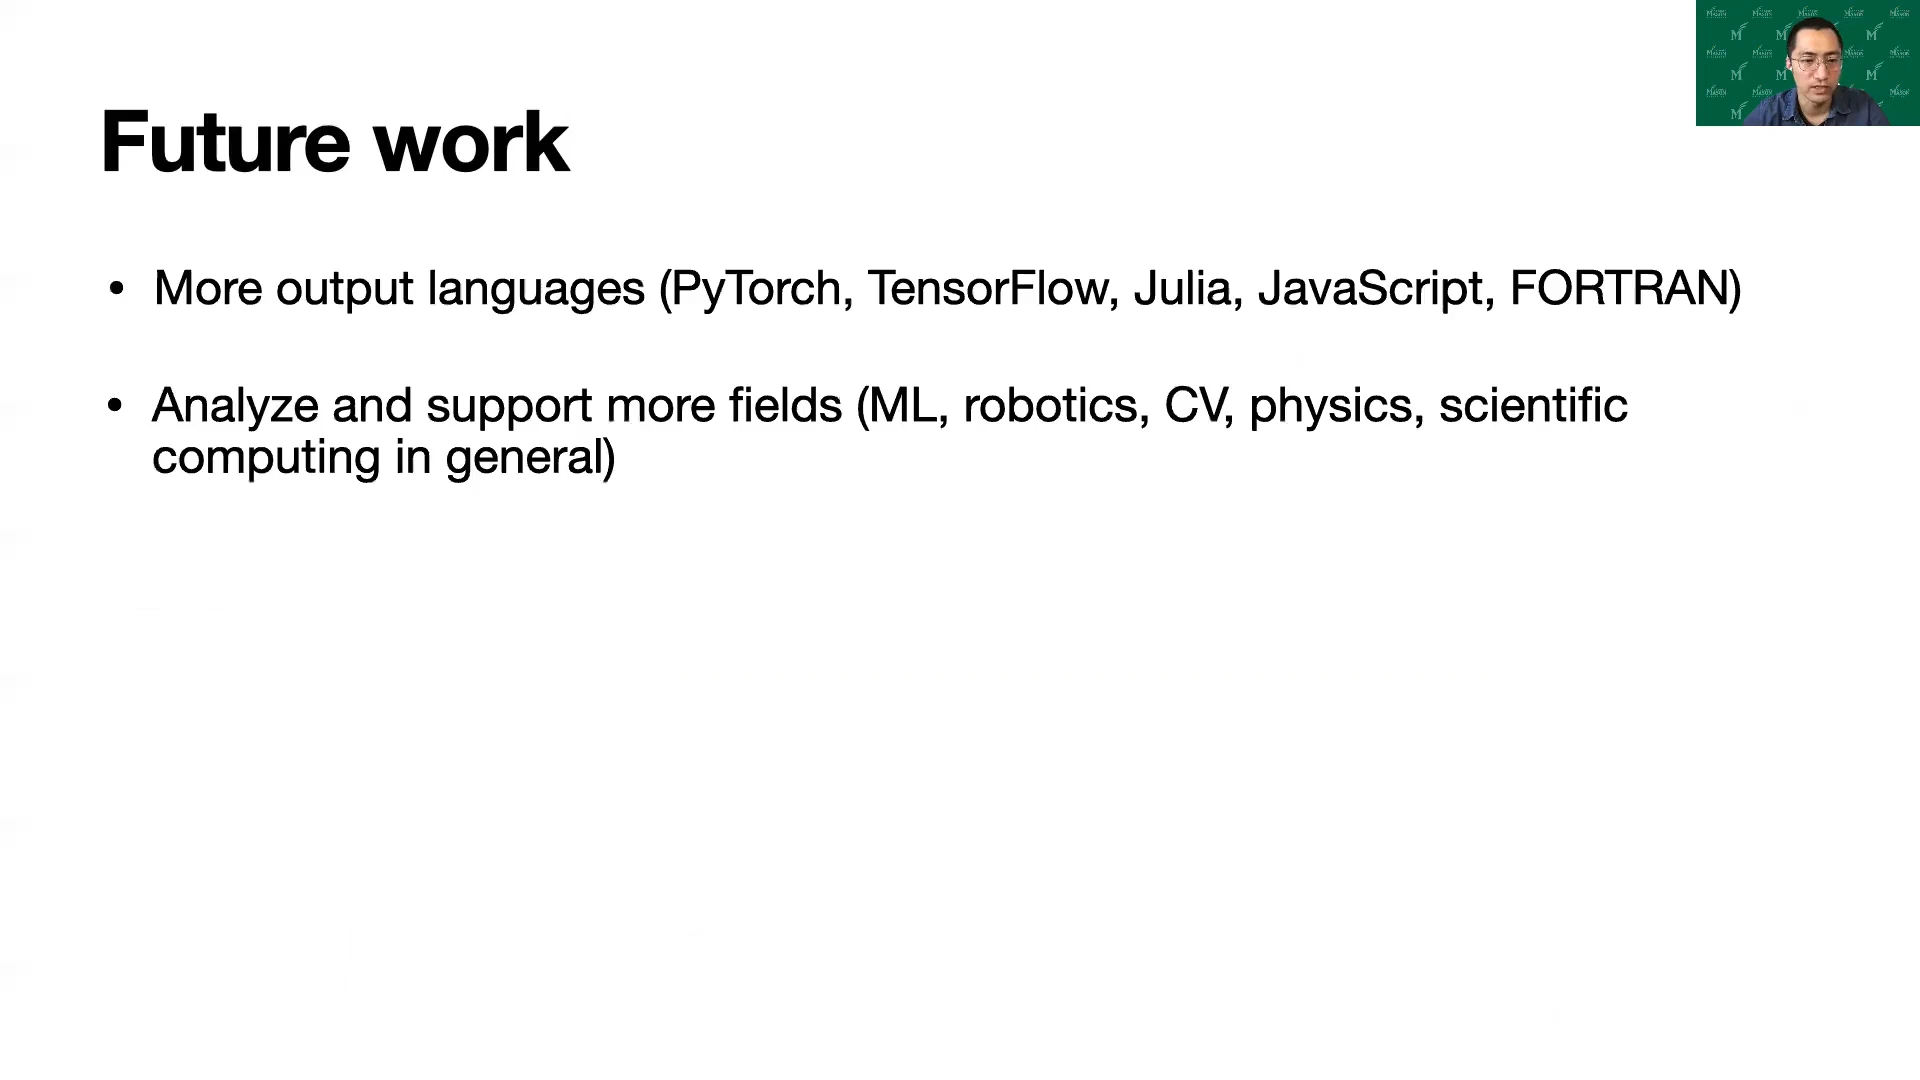 Future work
• More output languages (PyTorch, TensorFlow, Julia, JavaScript, FORTRAN)
• Analyze and support more fields (ML, robotics, CV, physics, scientific
computing in general)